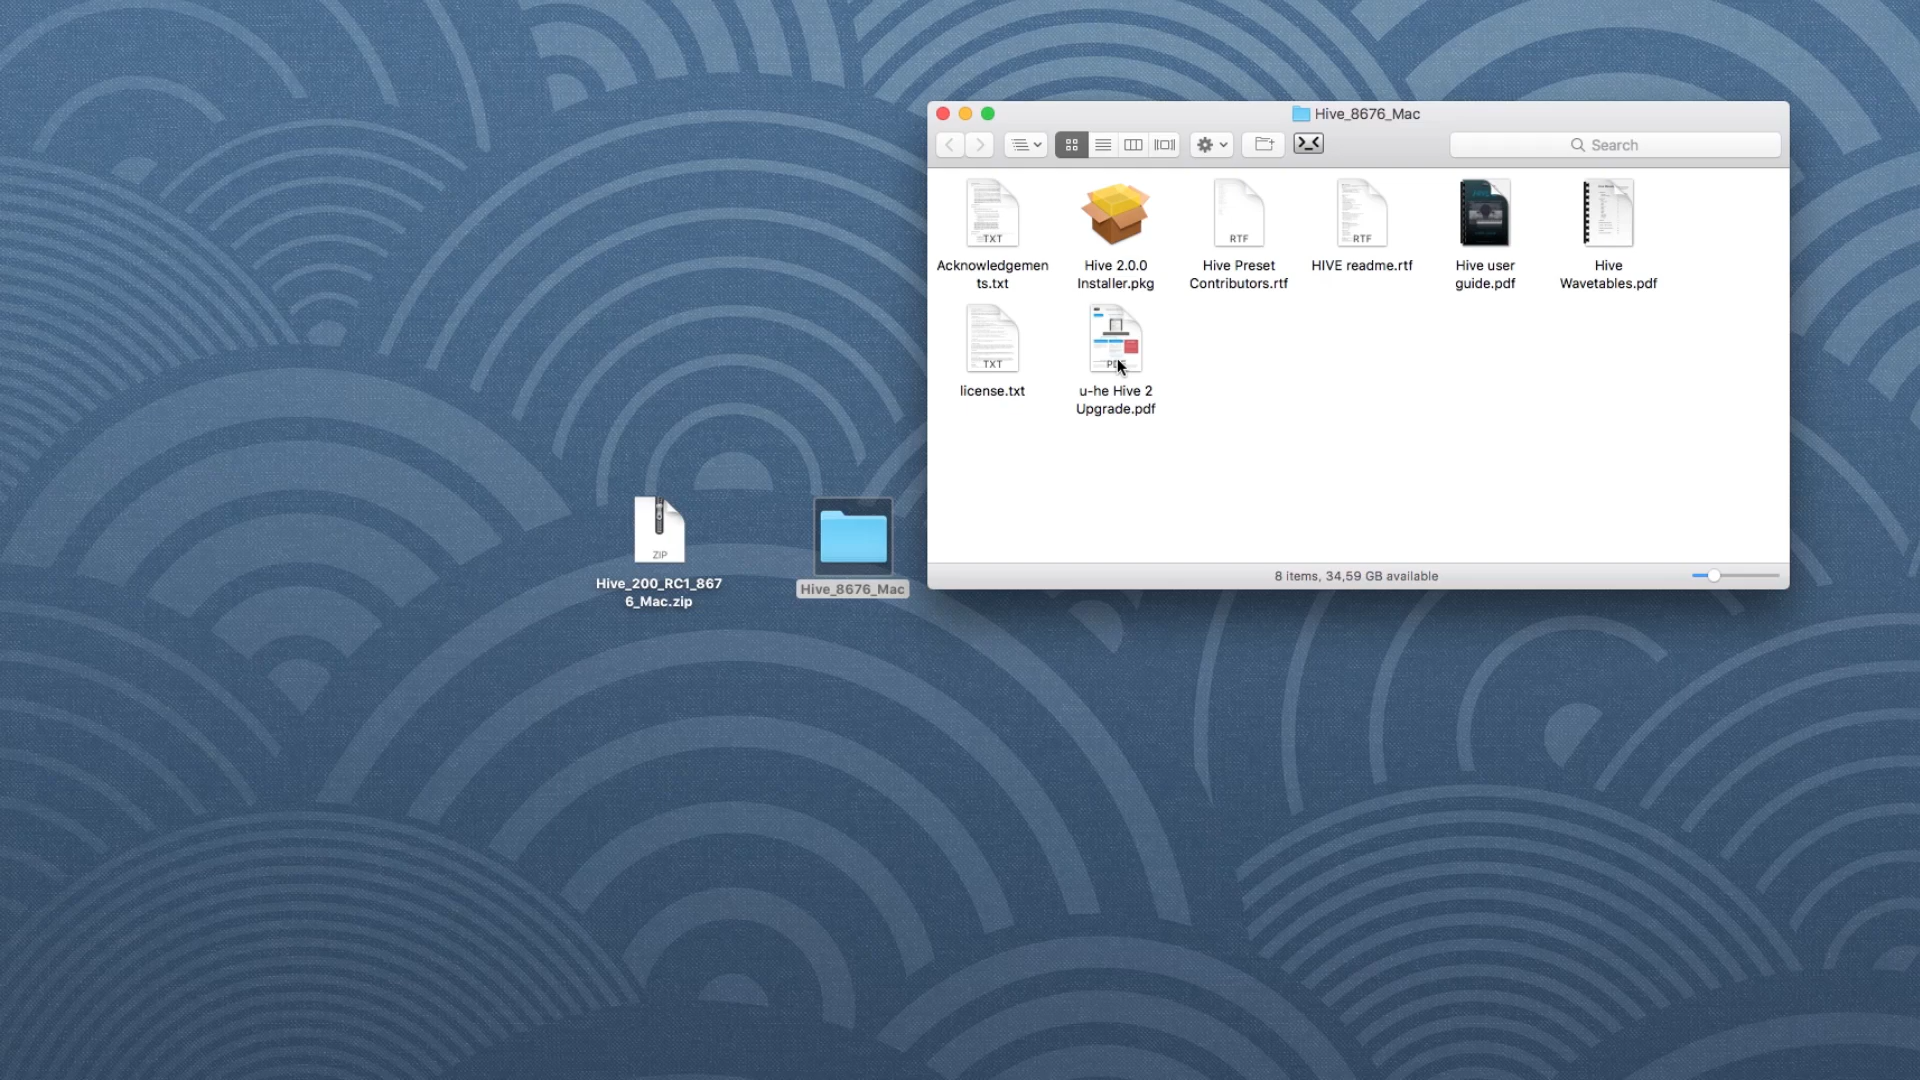 Hive_8676_Mac
Search
TXT
Acknowledgemen
ts.txt
Hive 2.0.0
Installer.pkg
RTF
Hive Preset
Contributors.rtf
RTF
HIVE readme.rtf
Hive user
guide.pdf
Hive
Wavetables.pdf
TXT
license.txt
PDF
u-he Hive 2
Upgrade.pdf
8 items, 34,59 GB available
ZIP
Hive_200_RC1_867
6_Mac.zip
Hive_8676_Mac